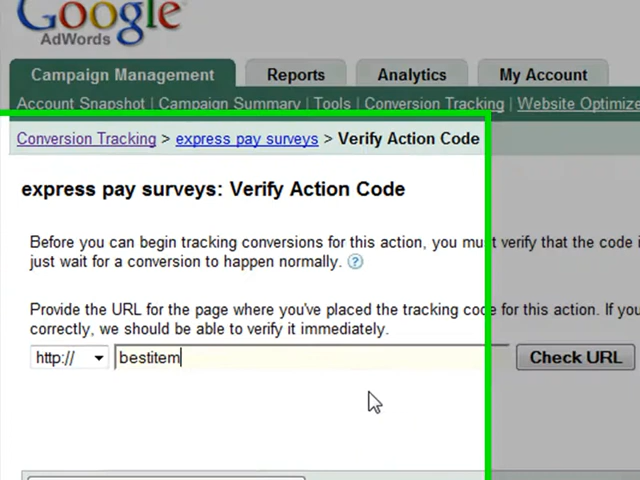 Google
AdWords
Campaign Management Reports Analytics My Account
Account Snapshot | Campaign Summary | Tools | Conversion Tracking | Website Optimize
Conversion Tracking > express pay surveys > Verify Action Code
express pay surveys: Verify Action Code
Before you can begin tracking conversions for this action, you must verify that the code i
just wait for a conversion to happen normally. ?
Provide the URL for the page where you've placed the tracking code for this action. If you
correctly, we should be able to verify it immediately.
http:// bestitem Check URL